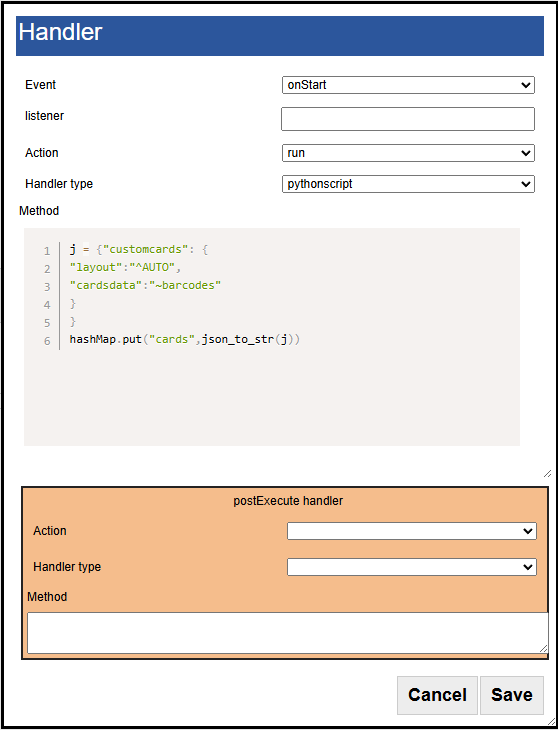 Handler
Event onStart
listener
Action run
Handler type pythonscript
Method
1 j = {"customcards": {
2 "layout":"^AUTO",
3 "cardsdata":"~barcodes"
4 }
5 }
6 hashMap.put("cards",json_to_str(j))
postExecute handler
Action
Handler type
Method
Cancel Save